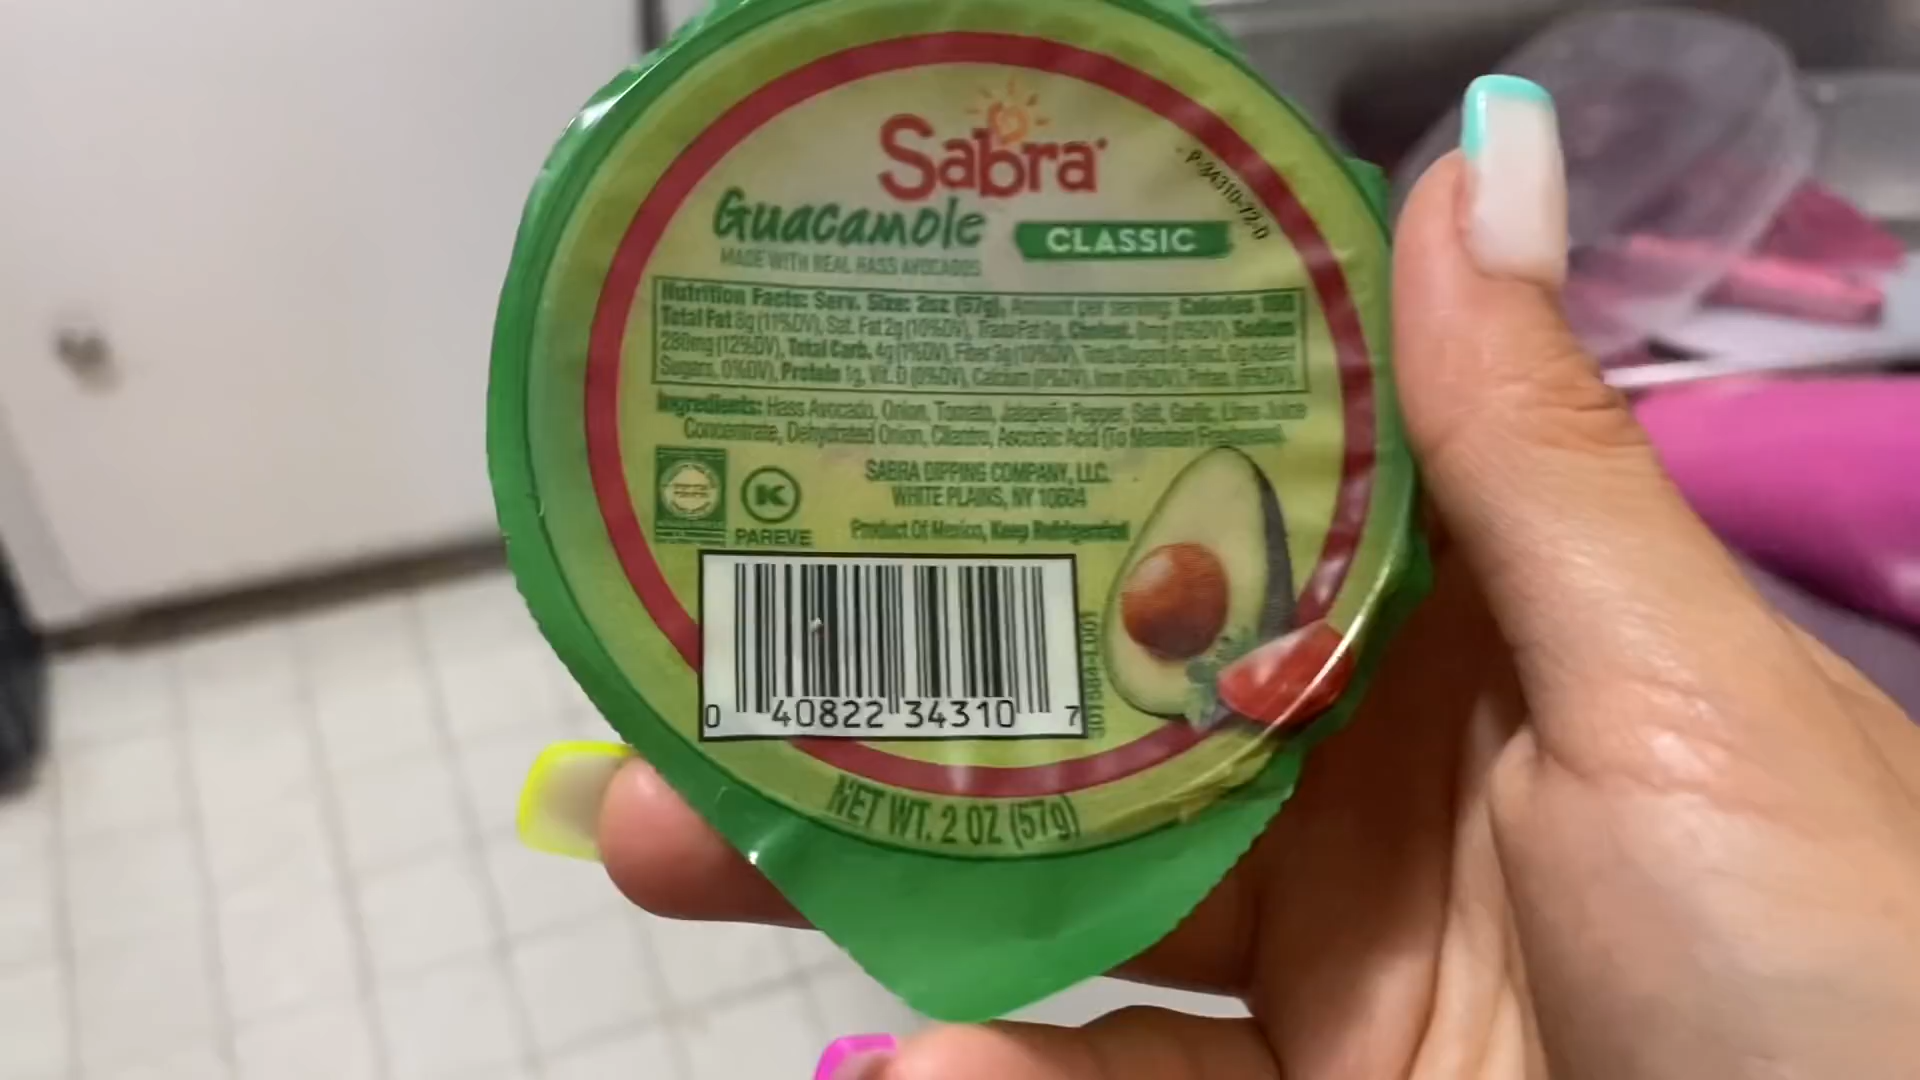 Sabra
P-34310-72-D
Guacamole
CLASSIC
MADE WITH REAL HASS AVOCADOS
Nutrition Facts: Serv. Size: 2oz (57g), Amount per serving: Calories
Total Fat 8g (11%DV), Sat. Fat 2g (10%DV), Trans Fat 0g, Cholest. 0mg (0%DV), Sodium
280mg (12%DV), Total Carb. 4g (1%DV), Fiber 3g (10%DV), Total Sugars 0g (Incl. 0g Added
Sugars, 0%DV), Protein 1g, Vit. D (0%DV), Calcium (0%DV), Iron (0%DV), Potas. (6%DV).
Ingredients: Hass Avocado, Onion, Tomato, Jalapeño Pepper, Salt, Garlic, Lime Juice
Concentrate, Dehydrated Onion, Cilantro, Ascorbic Acid (To Maintain Freshness).
SABRA DIPPING COMPANY, LLC.
WHITE PLAINS, NY 10604
K
PAREVE
Product Of Mexico, Keep Refrigerated
0 40822 34310 7
301584-L001
NET WT. 2 OZ (57g)